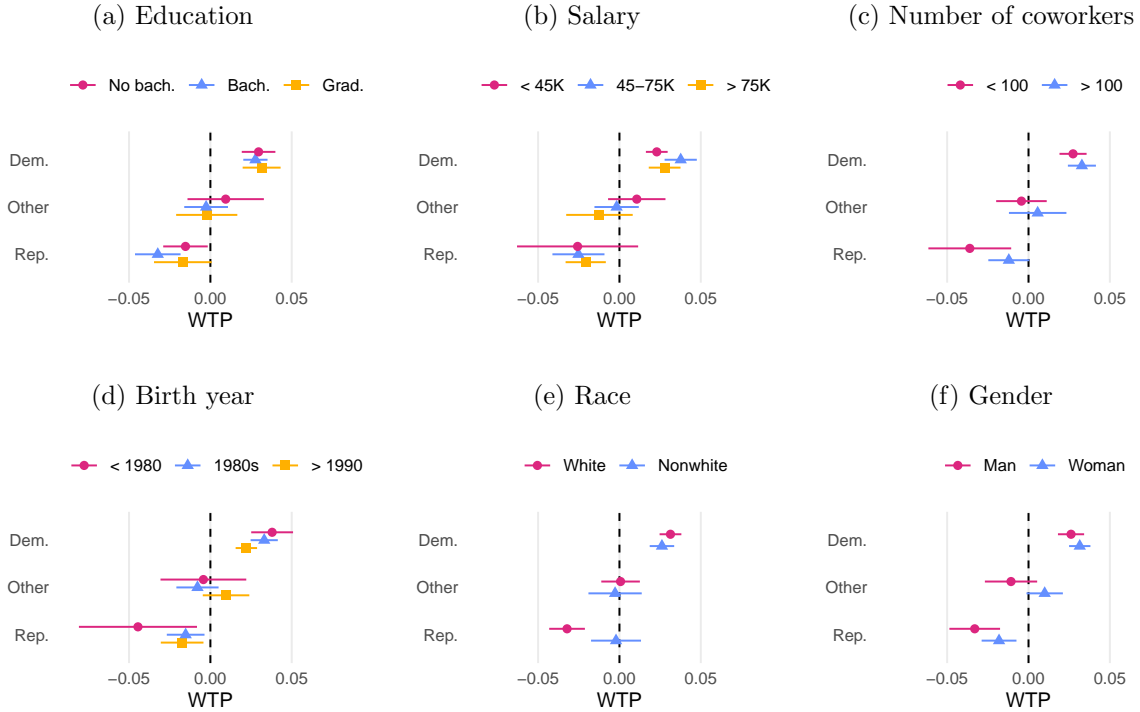 (a) Education
No bach. Bach. Grad.
Dem.
Other
Rep.
−0.05 0.00 0.05
WTP
(b) Salary
< 45K 45−75K > 75K
Dem.
Other
Rep.
−0.05 0.00 0.05
WTP
(c) Number of coworkers
< 100 > 100
Dem.
Other
Rep.
−0.05 0.00 0.05
WTP
(d) Birth year
< 1980 1980s > 1990
Dem.
Other
Rep.
−0.05 0.00 0.05
WTP
(e) Race
White Nonwhite
Dem.
Other
Rep.
−0.05 0.00 0.05
WTP
(f) Gender
Man Woman
Dem.
Other
Rep.
−0.05 0.00 0.05
WTP